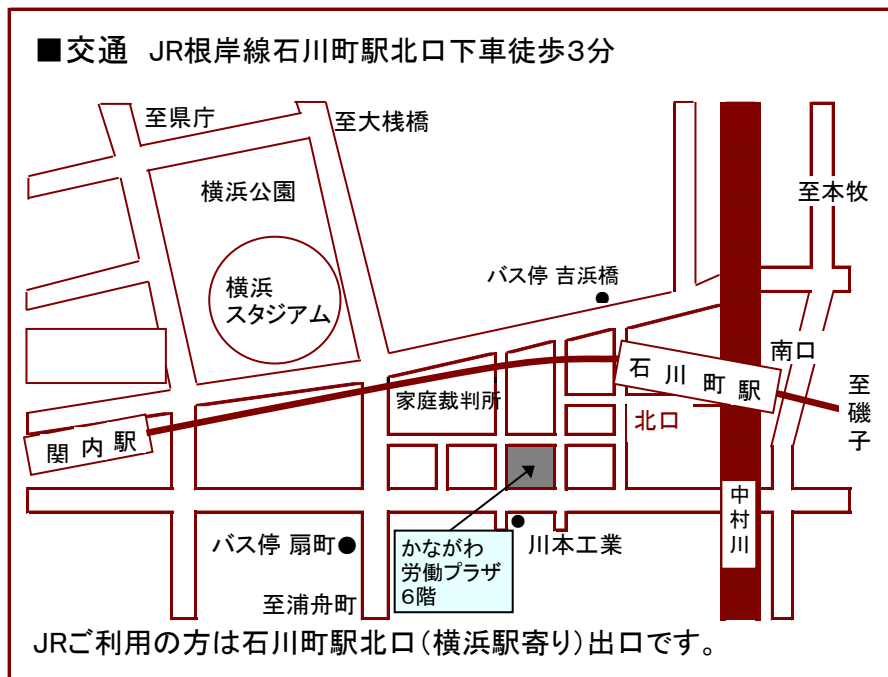 ■交通 JR根岸線石川町駅北口下車徒歩3分
至県庁
至大桟橋
横浜公園
至本牧
バス停 吉浜橋
横浜
スタジアム
南口
石川町駅
家庭裁判所
至磯子
北口
関内駅
中村川
バス停 扇町●
かながわ
労働プラザ
6階
川本工業
至浦舟町
JRご利用の方は石川町駅北口(横浜駅寄り)出口です。